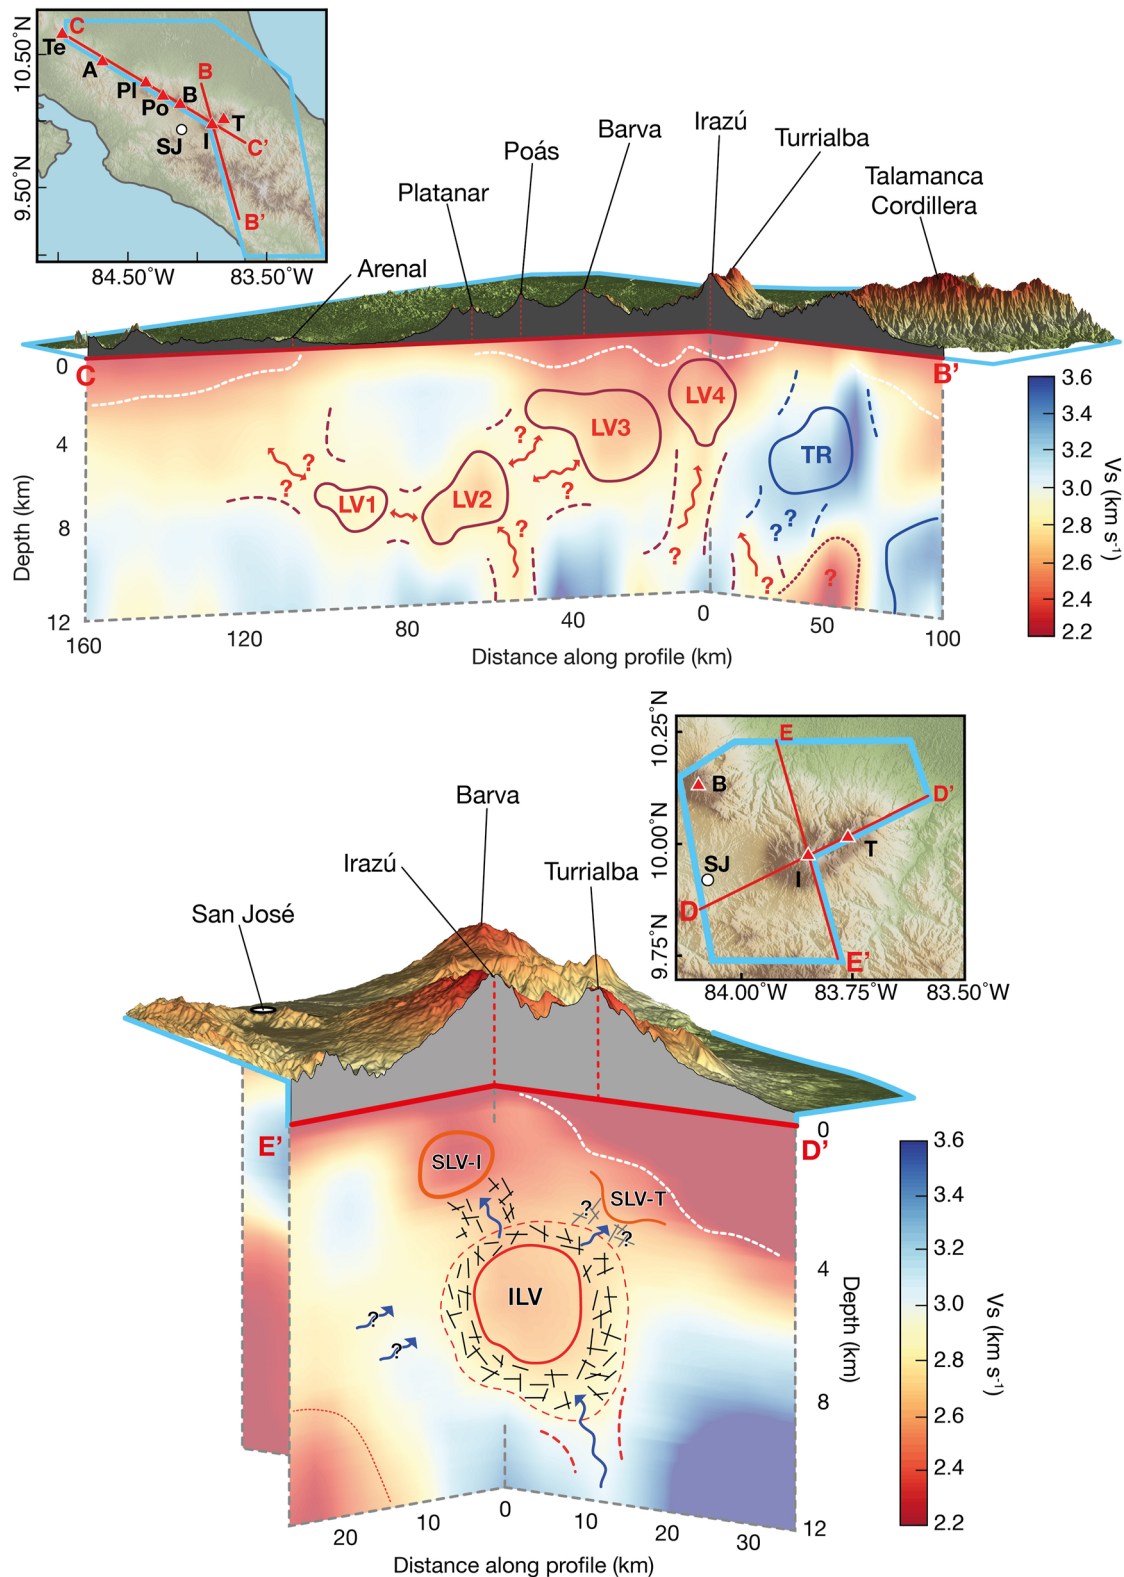 C
Te
A
Pl
Po
B
B
I
T
SJ
C'
B'
10.50°N
9.50°N
84.50°W
83.50°W
Arenal
Platanar
Poás
Barva
Irazú
Turrialba
Talamanca
Cordillera
C
B'
0
4
8
12
Depth (km)
LV1
LV2
LV3
LV4
TR
?
?
?
?
?
?
?
?
?
?
160
120
80
40
0
50
100
Distance along profile (km)
3.6
3.4
3.2
3.0
2.8
2.6
2.4
2.2
Vs (km s⁻¹)
10.25°N
10.00°N
9.75°N
84.00°W
83.75°W
83.50°W
E
B
D'
T
I
SJ
D
E'
Barva
Irazú
Turrialba
San José
E'
D'
SLV-I
SLV-T
ILV
?
?
?
?
0
4
8
12
Depth (km)
20
10
0
10
20
30
Distance along profile (km)
3.6
3.4
3.2
3.0
2.8
2.6
2.4
2.2
Vs (km s⁻¹)